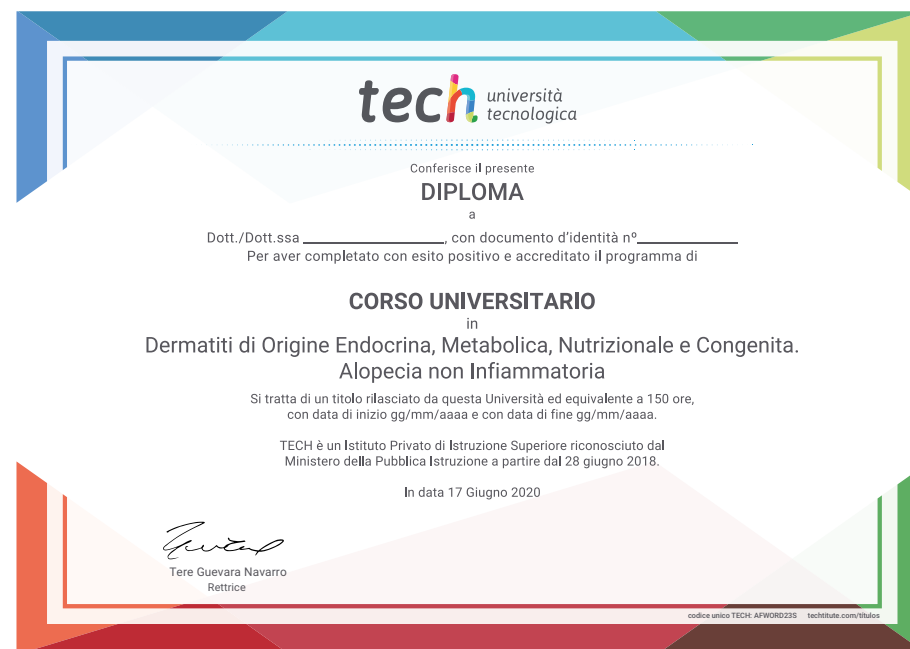 tech università
tecnologica
Conferisce il presente
DIPLOMA
a
Dott./Dott.ssa ________________, con documento d'identità nº____________
Per aver completato con esito positivo e accreditato il programma di
CORSO UNIVERSITARIO
in
Dermatiti di Origine Endocrina, Metabolica, Nutrizionale e Congenita.
Alopecia non Infiammatoria
Si tratta di un titolo rilasciato da questa Università ed equivalente a 150 ore,
con data di inizio gg/mm/aaaa e con data di fine gg/mm/aaaa.
TECH è un Istituto Privato di Istruzione Superiore riconosciuto dal
Ministero della Pubblica Istruzione a partire dal 28 giugno 2018.
In data 17 Giugno 2020
Tere Guevara Navarro
Rettrice
codice unico TECH: AFWORD23S techtitute.com/titulos